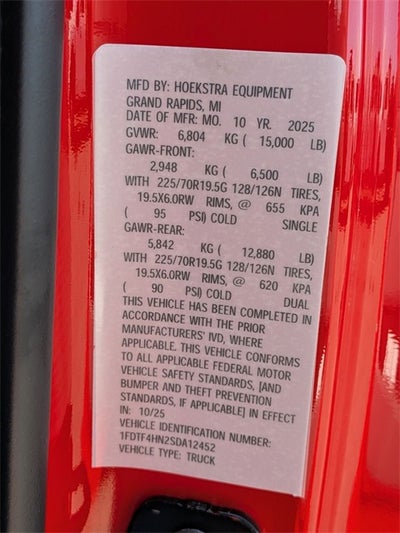 MFD BY: HOEKSTRA EQUIPMENT
GRAND RAPIDS, MI
DATE OF MFR: MO. 10 YR. 2025
GVWR: 6,804 KG ( 15,000 LB)
GAWR-FRONT:
2,948 KG ( 6,500 LB)
WITH 225/70R19.5G 128/126N TIRES,
19.5X6.0RW RIMS, @ 655 KPA
( 95 PSI) COLD SINGLE
GAWR-REAR:
5,842 KG ( 12,880 LB)
WITH 225/70R19.5G 128/126N TIRES,
19.5X6.0RW RIMS, @ 620 KPA
( 90 PSI) COLD DUAL
THIS VEHICLE HAS BEEN COMPLETED IN
ACCORDANCE WITH THE PRIOR
MANUFACTURERS' IVD, WHERE
APPLICABLE. THIS VEHICLE CONFORMS
TO ALL APPLICABLE FEDERAL MOTOR
VEHICLE SAFETY STANDARDS, [AND
BUMPER AND THEFT PREVENTION
STANDARDS, IF APPLICABLE] IN EFFECT
IN: 10/25
VEHICLE IDENTIFICATION NUMBER:
1FDTF4HN2SDA12452
VEHICLE TYPE: TRUCK